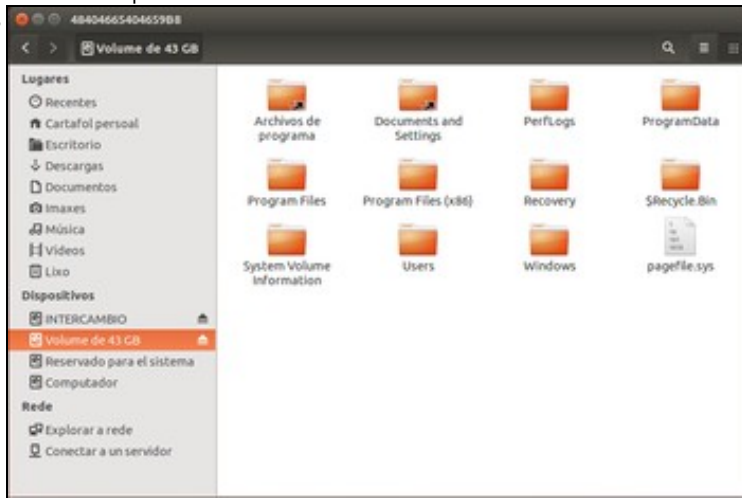 48404665404659B8
Volume de 43 GB
Lugares
Recentes
Cartafol persoal
Escritorio
Descargas
Documentos
Imaxes
Música
Vídeos
Lixo
Dispositivos
INTERCAMBIO
Volume de 43 GB
Reservado para el sistema
Computador
Rede
Explorar a rede
Conectar a un servidor
Archivos de
programa
Documents and
Settings
PerfLogs
ProgramData
Program Files
Program Files (x86)
Recovery
$Recycle.Bin
System Volume
Information
Users
Windows
pagefile.sys